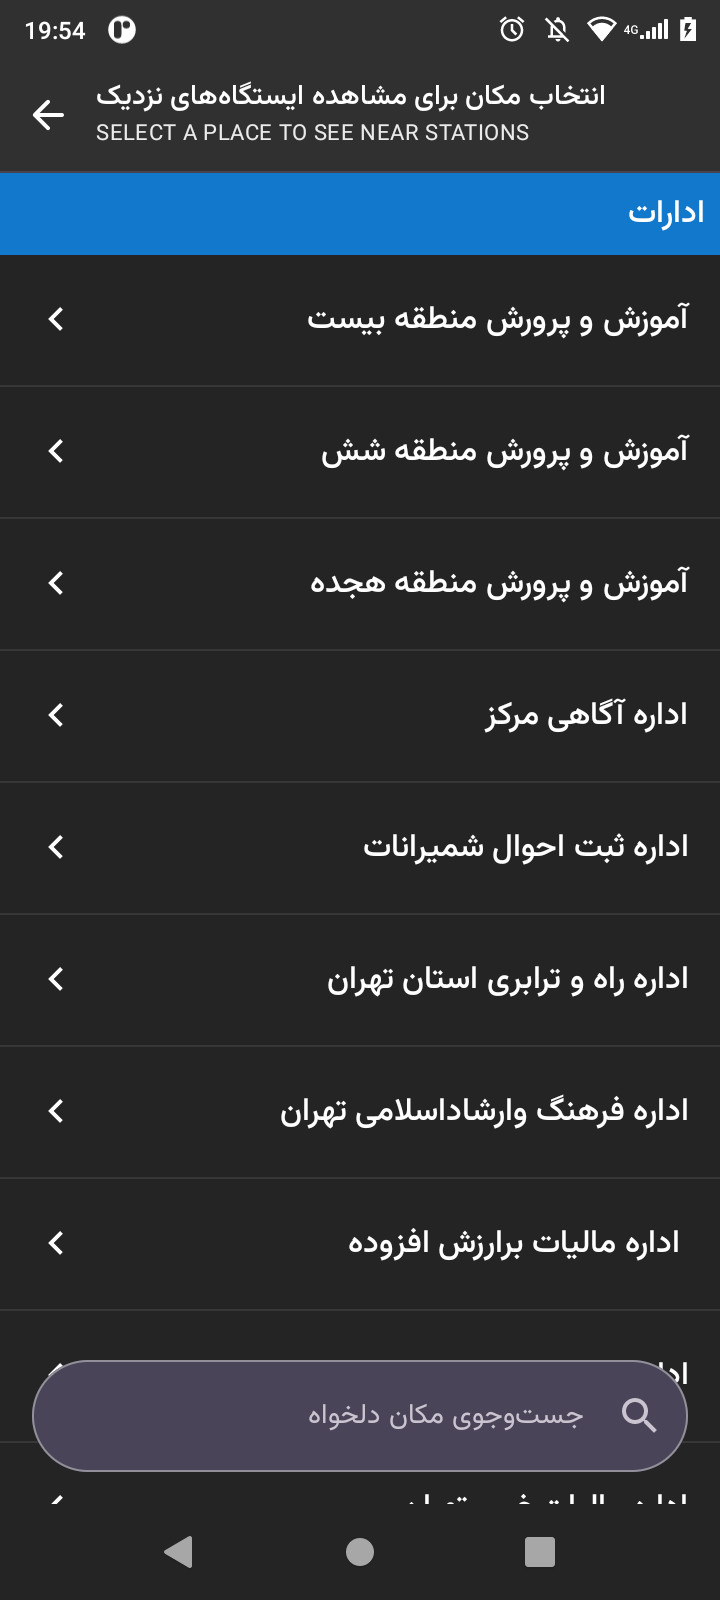 19:54
4G
انتخاب مکان برای مشاهده ایستگاه‌های نزدیک
SELECT A PLACE TO SEE NEAR STATIONS
ادارات
آموزش و پرورش منطقه بیست
آموزش و پرورش منطقه شش
آموزش و پرورش منطقه هجده
اداره آگاهی مرکز
اداره ثبت احوال شمیرانات
اداره راه و ترابری استان تهران
اداره فرهنگ وارشاداسلامی تهران
اداره مالیات برارزش افزوده
جست‌وجوی مکان دلخواه